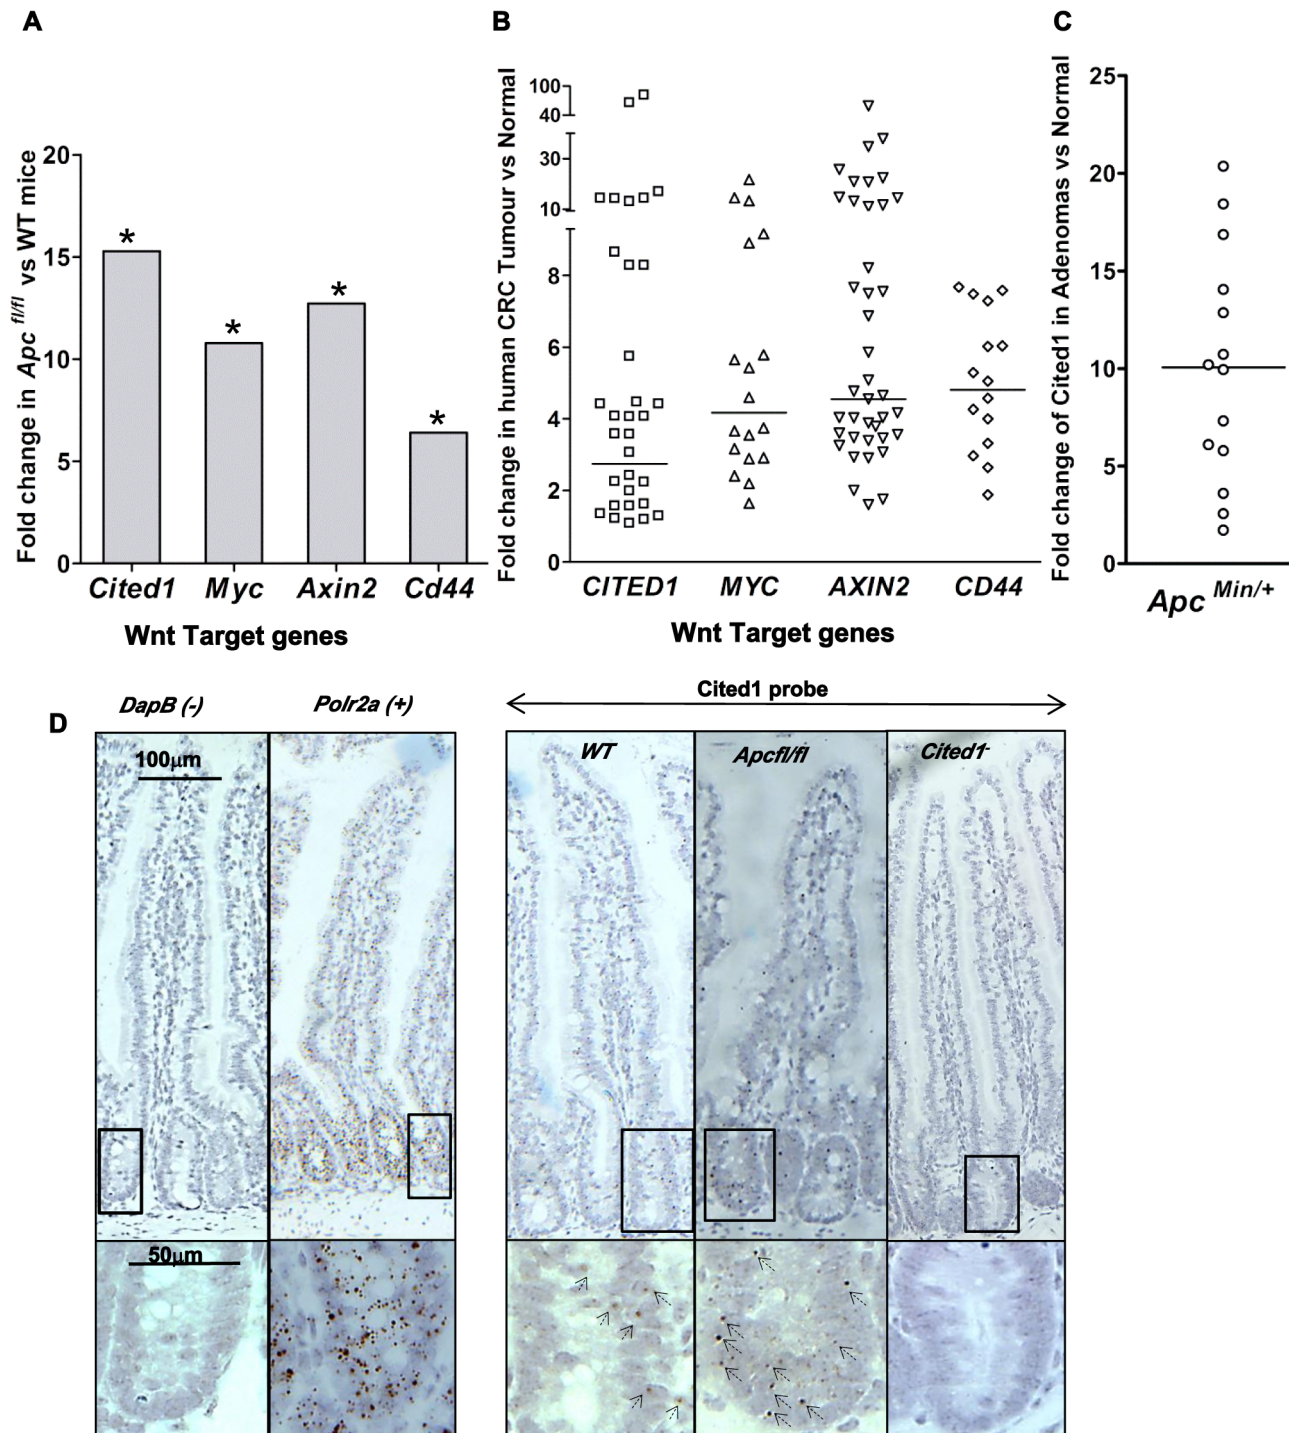 A
Fold change in Apc fl/fl vs WT mice
20
15
10
5
0
*
*
*
*
Cited1 Myc Axin2 Cd44
Wnt Target genes
B
Fold change in human CRC Tumour vs Normal
100
40
30
10
8
6
4
2
0
CITED1 MYC AXIN2 CD44
Wnt Target genes
C
Fold change of Cited1 in Adenomas vs Normal
25
20
15
10
5
0
Apc Min/+
D
DapB (-)
Polr2a (+)
Cited1 probe
100μm
WT
Apcfl/fl
Cited1-
50μm